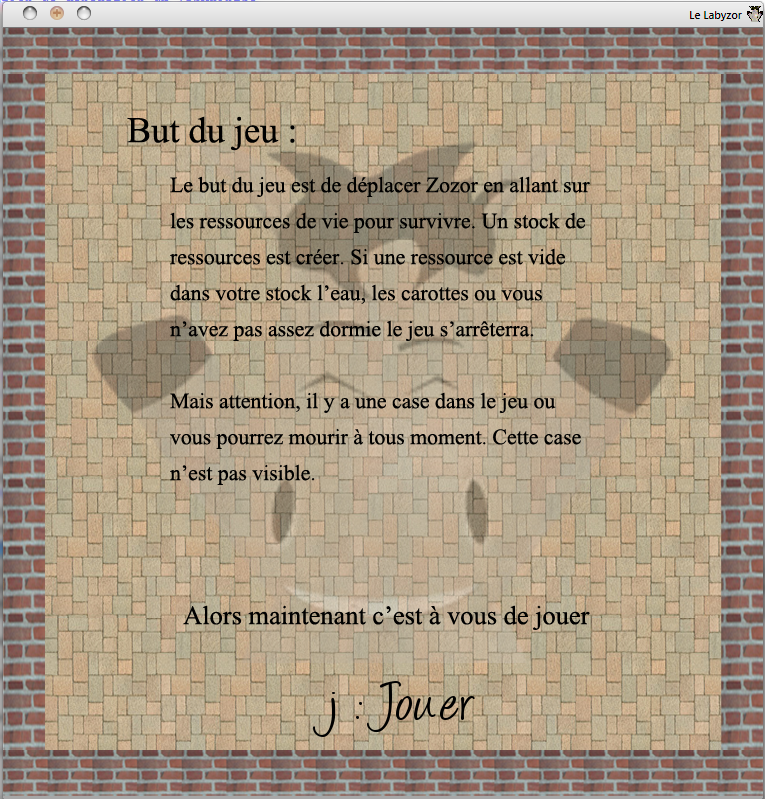 Le Labyzor
But du jeu :
Le but du jeu est de déplacer Zozor en allant sur
les ressources de vie pour survivre. Un stock de
ressources est créer. Si une ressource est vide
dans votre stock l’eau, les carottes ou vous
n’avez pas assez dormie le jeu s’arrêterra.
Mais attention, il y a une case dans le jeu ou
vous pourrez mourir à tous moment. Cette case
n’est pas visible.
Alors maintenant c’est à vous de jouer
j : Jouer